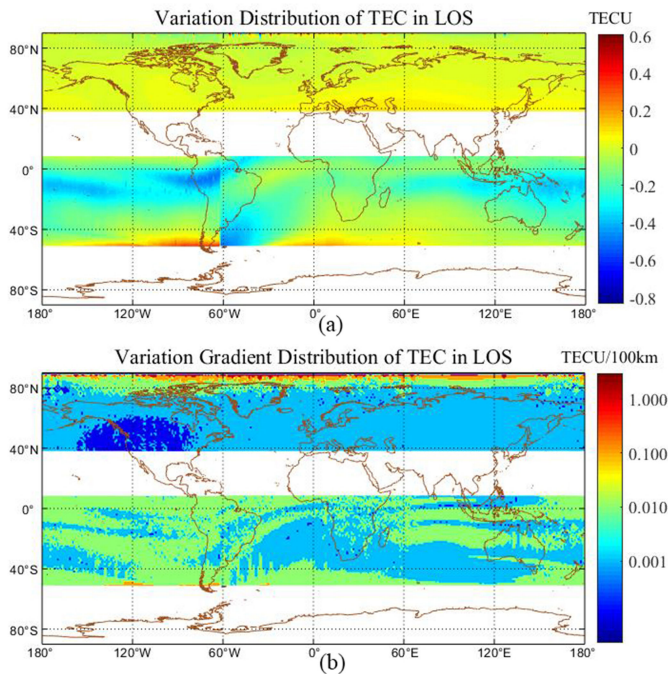 Variation Distribution of TEC in LOS
TECU
80°N
40°N
0°
40°S
80°S
180°
120°W
60°W
0°
60°E
120°E
180°
0.6
0.4
0.2
0
-0.2
-0.4
-0.6
-0.8
(a)
Variation Gradient Distribution of TEC in LOS
TECU/100km
80°N
40°N
0°
40°S
80°S
180°
120°W
60°W
0°
60°E
120°E
180°
1.000
0.100
0.010
0.001
(b)